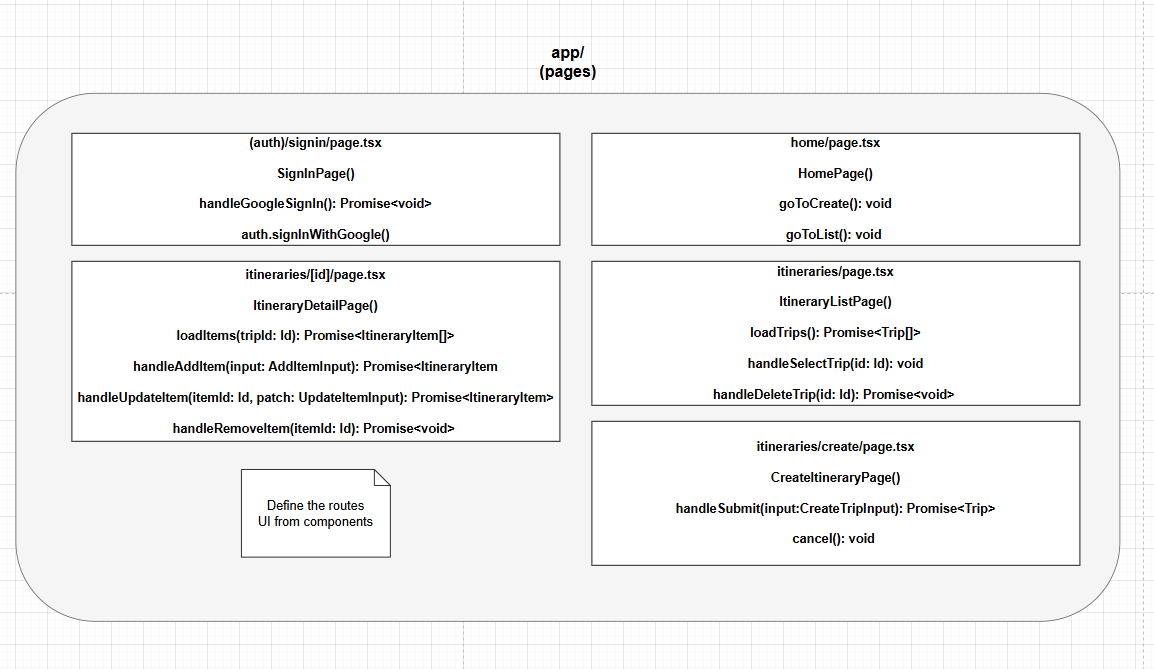 app/
(pages)
(auth)/signin/page.tsx
SignInPage()
handleGoogleSignIn(): Promise<void>
auth.signInWithGoogle()
home/page.tsx
HomePage()
goToCreate(): void
goToList(): void
itineraries/[id]/page.tsx
ItineraryDetailPage()
loadItems(tripId: Id): Promise<ItineraryItem[]>
handleAddItem(input: AddItemInput): Promise<ItineraryItem
handleUpdateItem(itemId: Id, patch: UpdateItemInput): Promise<ItineraryItem>
handleRemoveItem(itemId: Id): Promise<void>
itineraries/page.tsx
ItineraryListPage()
loadTrips(): Promise<Trip[]>
handleSelectTrip(id: Id): void
handleDeleteTrip(id: Id): Promise<void>
itineraries/create/page.tsx
CreateItineraryPage()
handleSubmit(input:CreateTripInput): Promise<Trip>
cancel(): void
Define the routes
UI from components